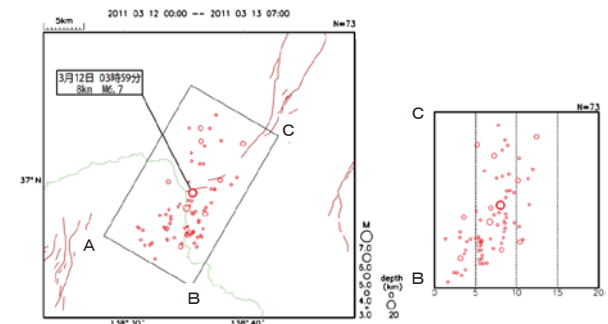 2011 03 12 00:00 -- 2011 03 13 07:00
5km
N=73
3月12日 03時59分
8km M6.7
C
37° N
A
B
138°30'
138°40'
M
7.0
6.0
5.0
4.0
3.0
depth
(km)
0
20
N=73
C
B
0
5
10
15
20